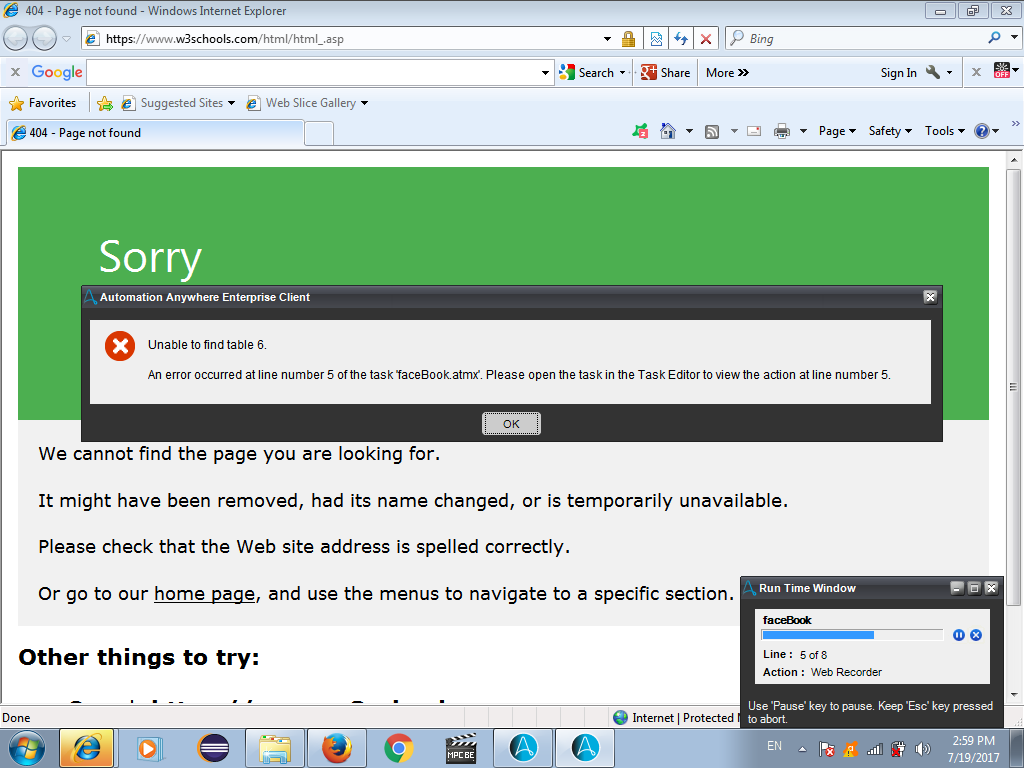 404 - Page not found - Windows Internet Explorer
https://www.w3schools.com/html/html_.asp
Bing
x Google
Search
Share
More »
Sign In
x
OFF
Favorites
Suggested Sites
Web Slice Gallery
404 - Page not found
Page
Safety
Tools
Sorry
Automation Anywhere Enterprise Client
Unable to find table 6.
An error occurred at line number 5 of the task 'faceBook.atmx'. Please open the task in the Task Editor to view the action at line number 5.
OK
We cannot find the page you are looking for.
It might have been removed, had its name changed, or is temporarily unavailable.
Please check that the Web site address is spelled correctly.
Or go to our home page, and use the menus to navigate to a specific section.
Other things to try:
Run Time Window
faceBook
Line : 5 of 8
Action : Web Recorder
Use 'Pause' key to pause. Keep 'Esc' key pressed
to abort.
Done
Internet | Protected
MPC BE
EN
2:59 PM
7/19/2017